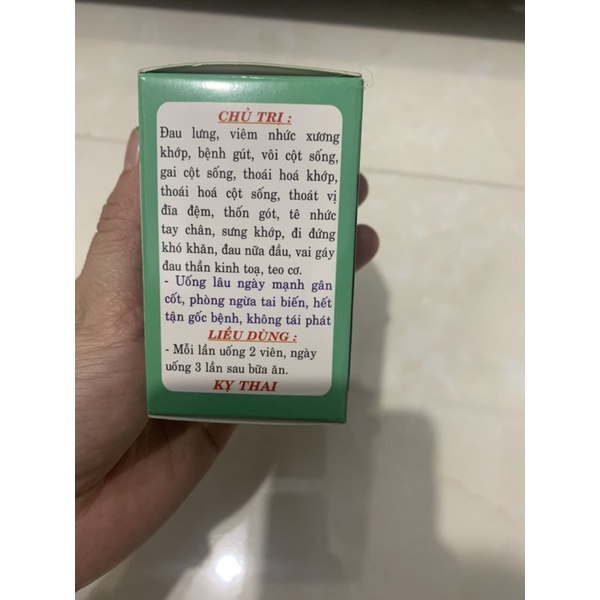 CHỦ TRỊ :
Đau lưng, viêm nhức xương
khớp, bệnh gút, vôi cột sống,
gai cột sống, thoái hoá khớp,
thoái hoá cột sống, thoát vị
đĩa đệm, thốn gót, tê nhức
tay chân, sưng khớp, đi đứng
khó khăn, đau nữa đầu, vai gáy
đau thần kinh toạ, teo cơ.
- Uống lâu ngày mạnh gân
cốt, phòng ngừa tai biến, hết
tận gốc bệnh, không tái phát
LIỀU DÙNG :
- Mỗi lần uống 2 viên, ngày
uống 3 lần sau bữa ăn.
KỴ THAI